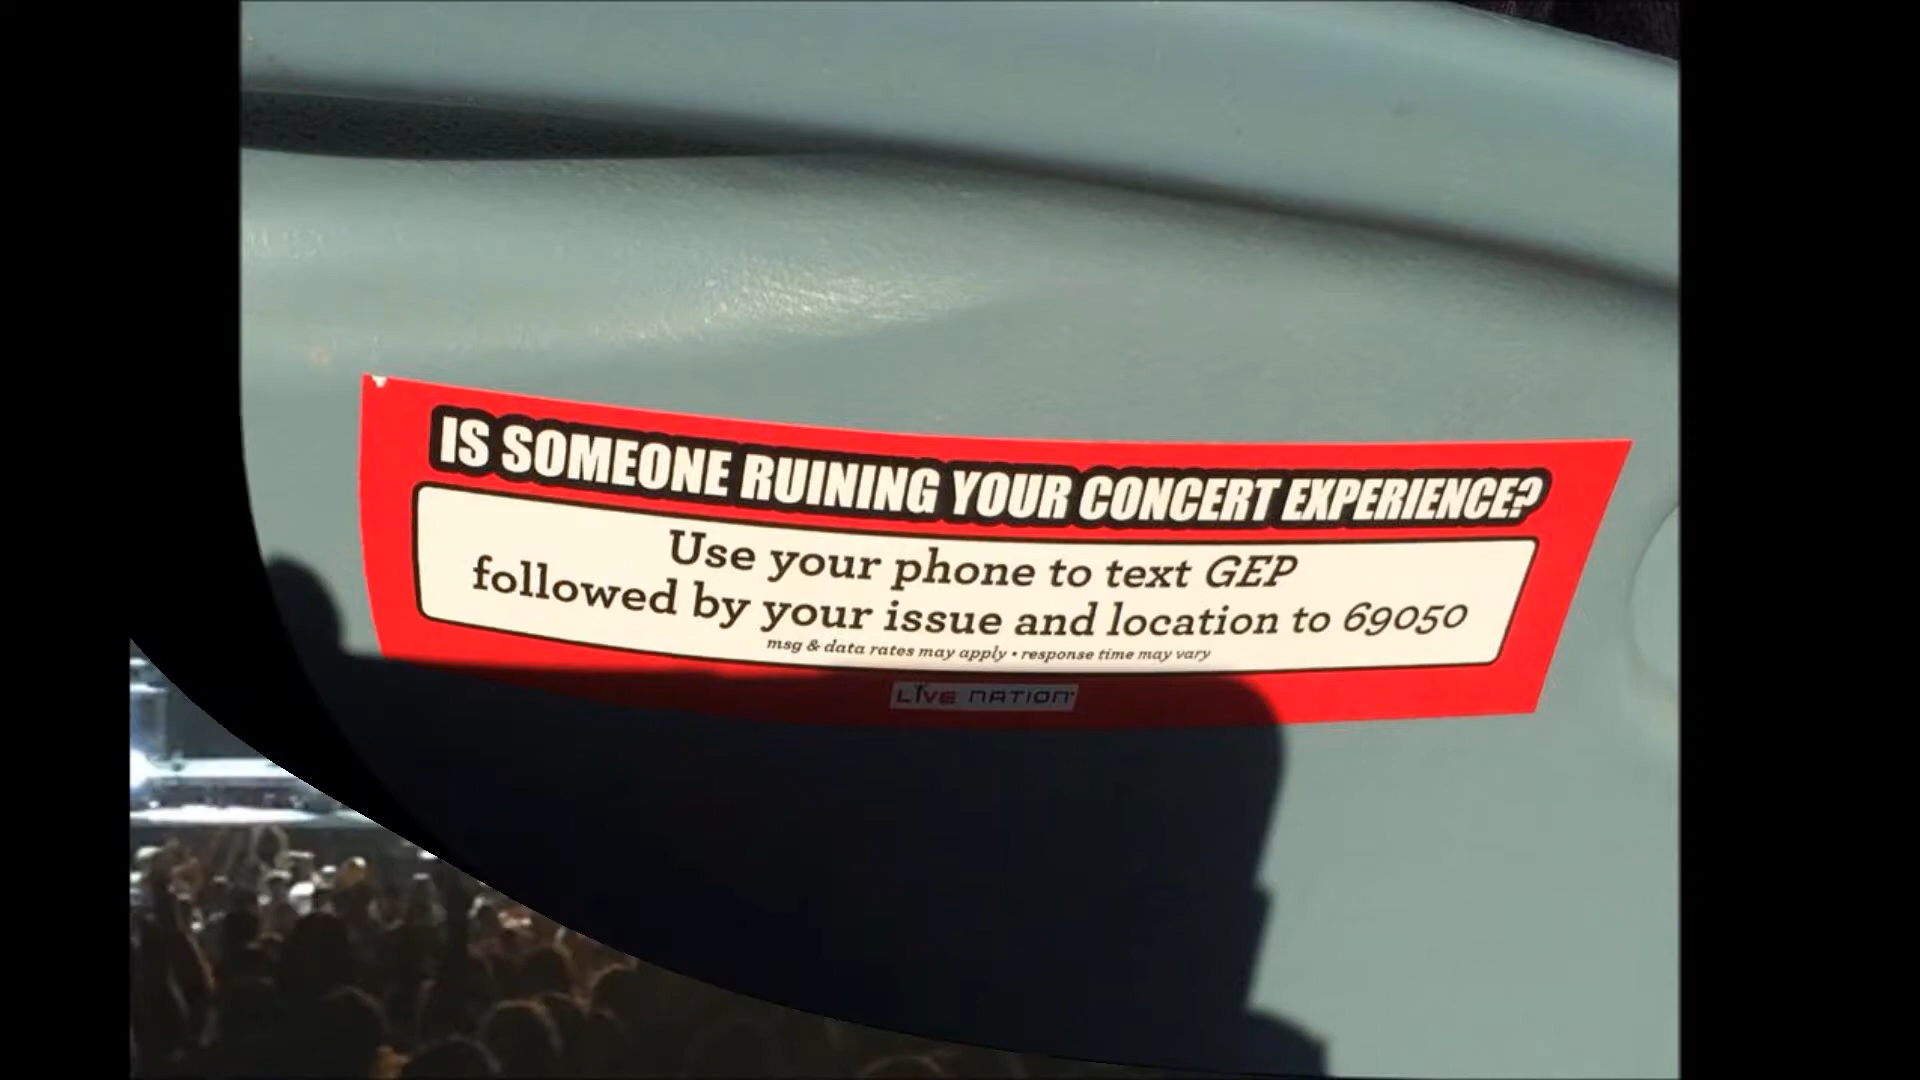 IS SOMEONE RUINING YOUR CONCERT EXPERIENCE?
Use your phone to text GEP
followed by your issue and location to 69050
msg & data rates may apply • response time may vary
LIVE NATION